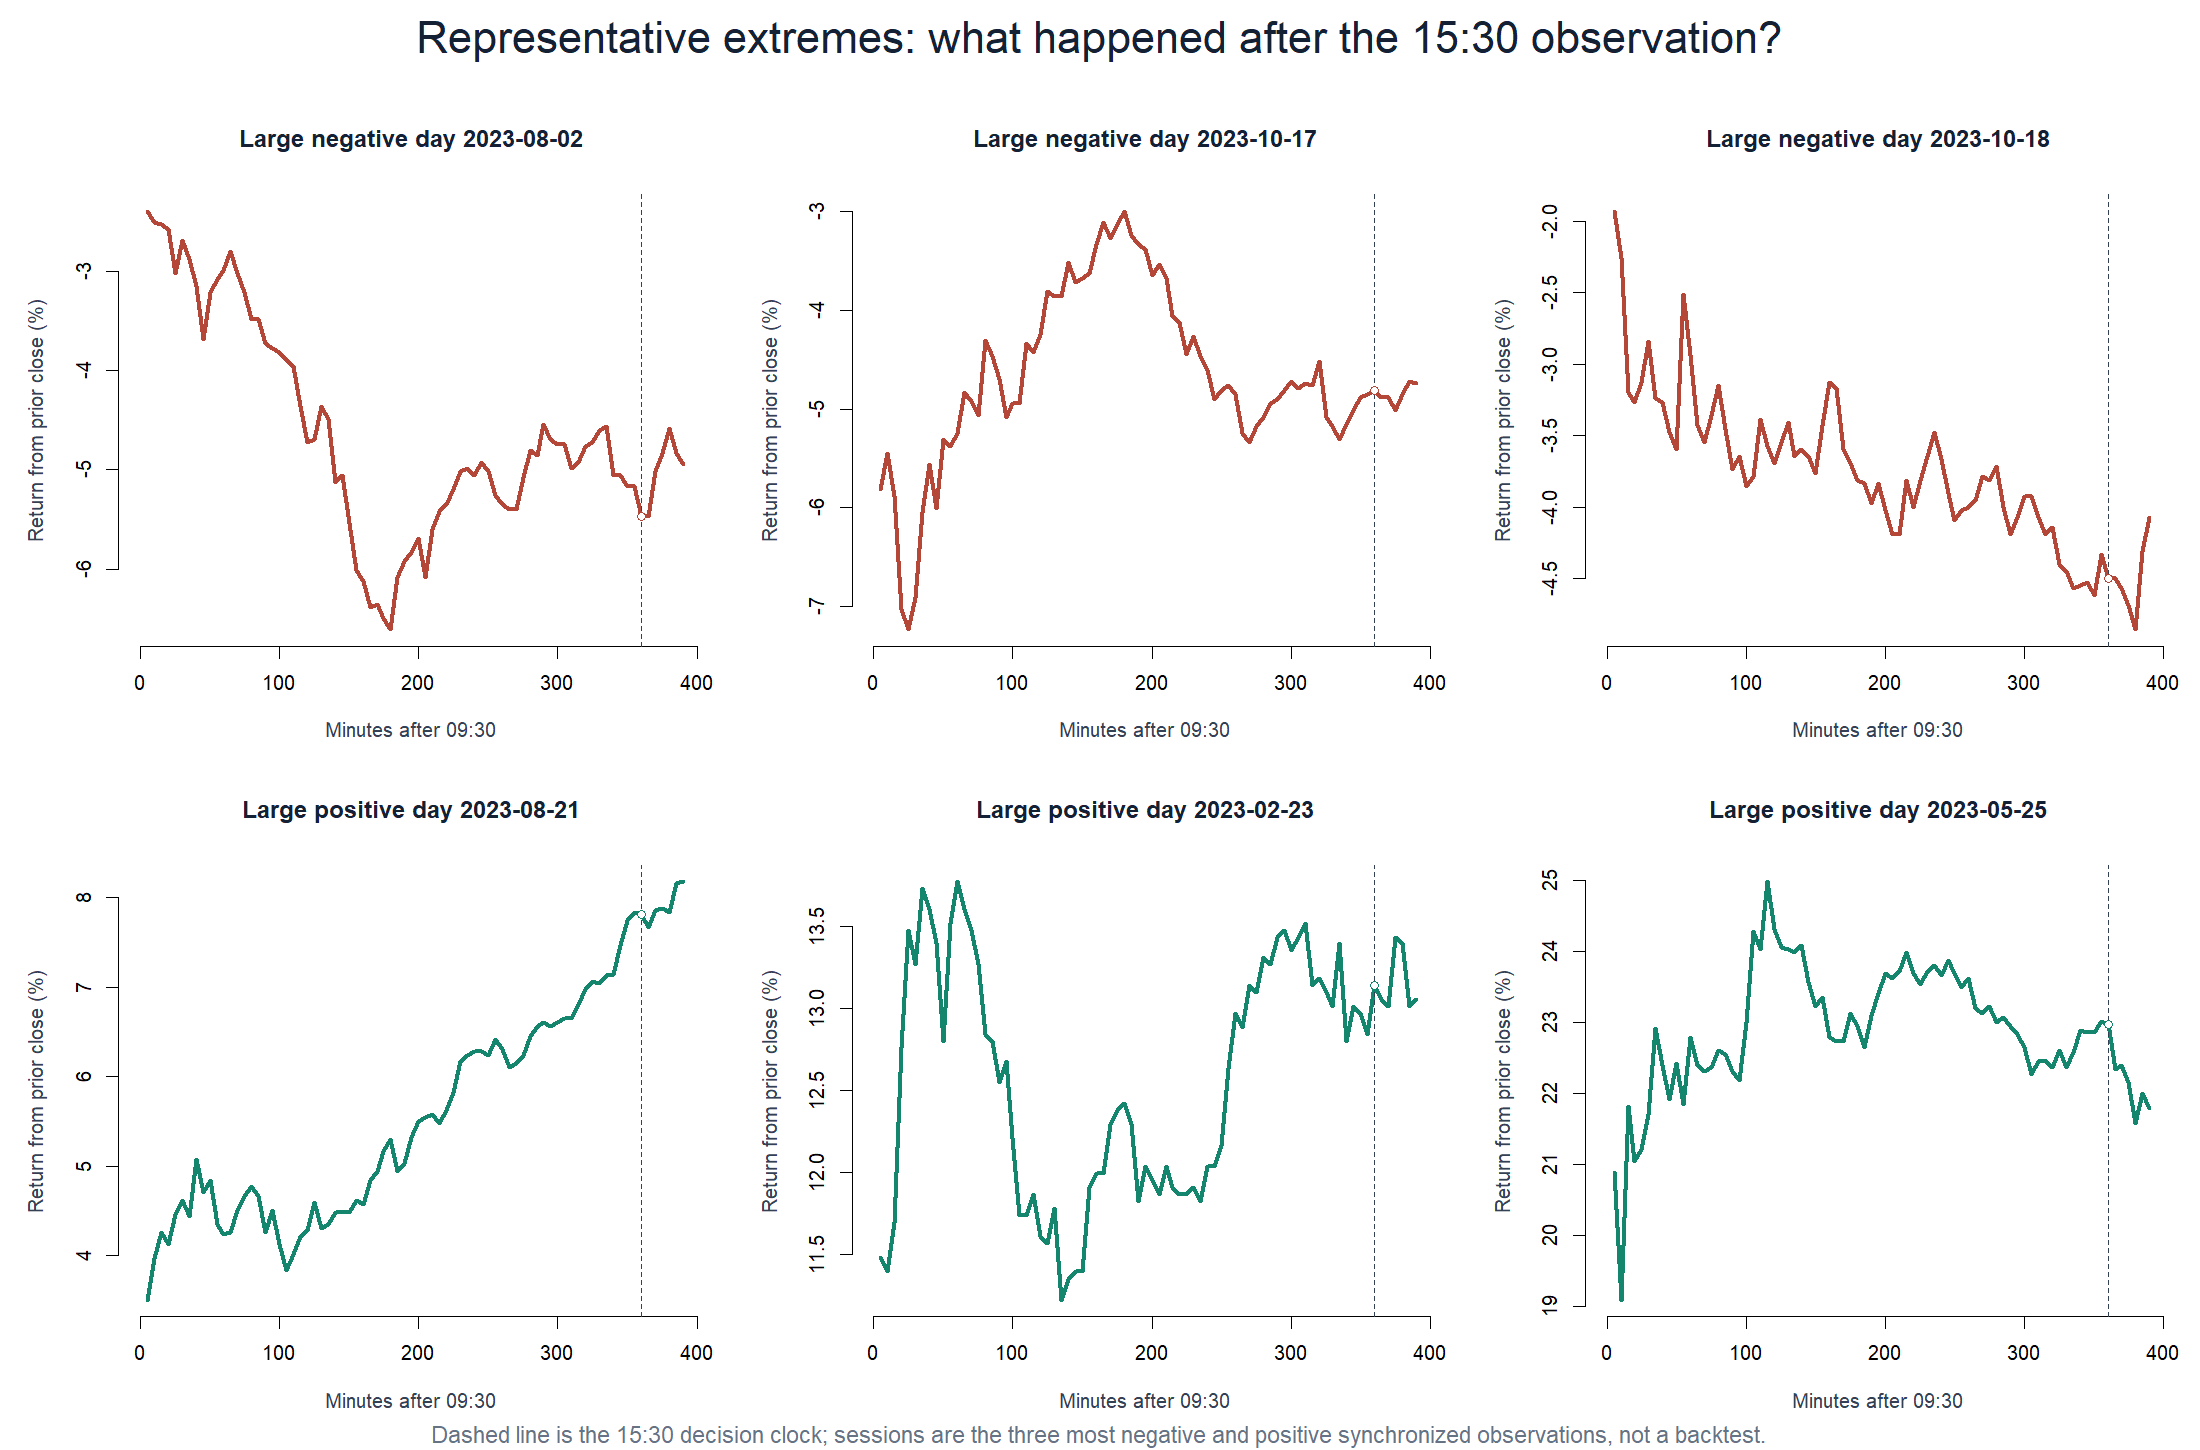 Representative extremes: what happened after the 15:30 observation?
Large negative day 2023-08-02
Return from prior close (%)
-3
-4
-5
-6
0 100 200 300 400
Minutes after 09:30
Large negative day 2023-10-17
Return from prior close (%)
-3
-4
-5
-6
-7
0 100 200 300 400
Minutes after 09:30
Large negative day 2023-10-18
Return from prior close (%)
-2.0
-2.5
-3.0
-3.5
-4.0
-4.5
0 100 200 300 400
Minutes after 09:30
Large positive day 2023-08-21
Return from prior close (%)
8
7
6
5
4
0 100 200 300 400
Minutes after 09:30
Large positive day 2023-02-23
Return from prior close (%)
13.5
13.0
12.5
12.0
11.5
0 100 200 300 400
Minutes after 09:30
Large positive day 2023-05-25
Return from prior close (%)
25
24
23
22
21
20
19
0 100 200 300 400
Minutes after 09:30
Dashed line is the 15:30 decision clock; sessions are the three most negative and positive synchronized observations, not a backtest.